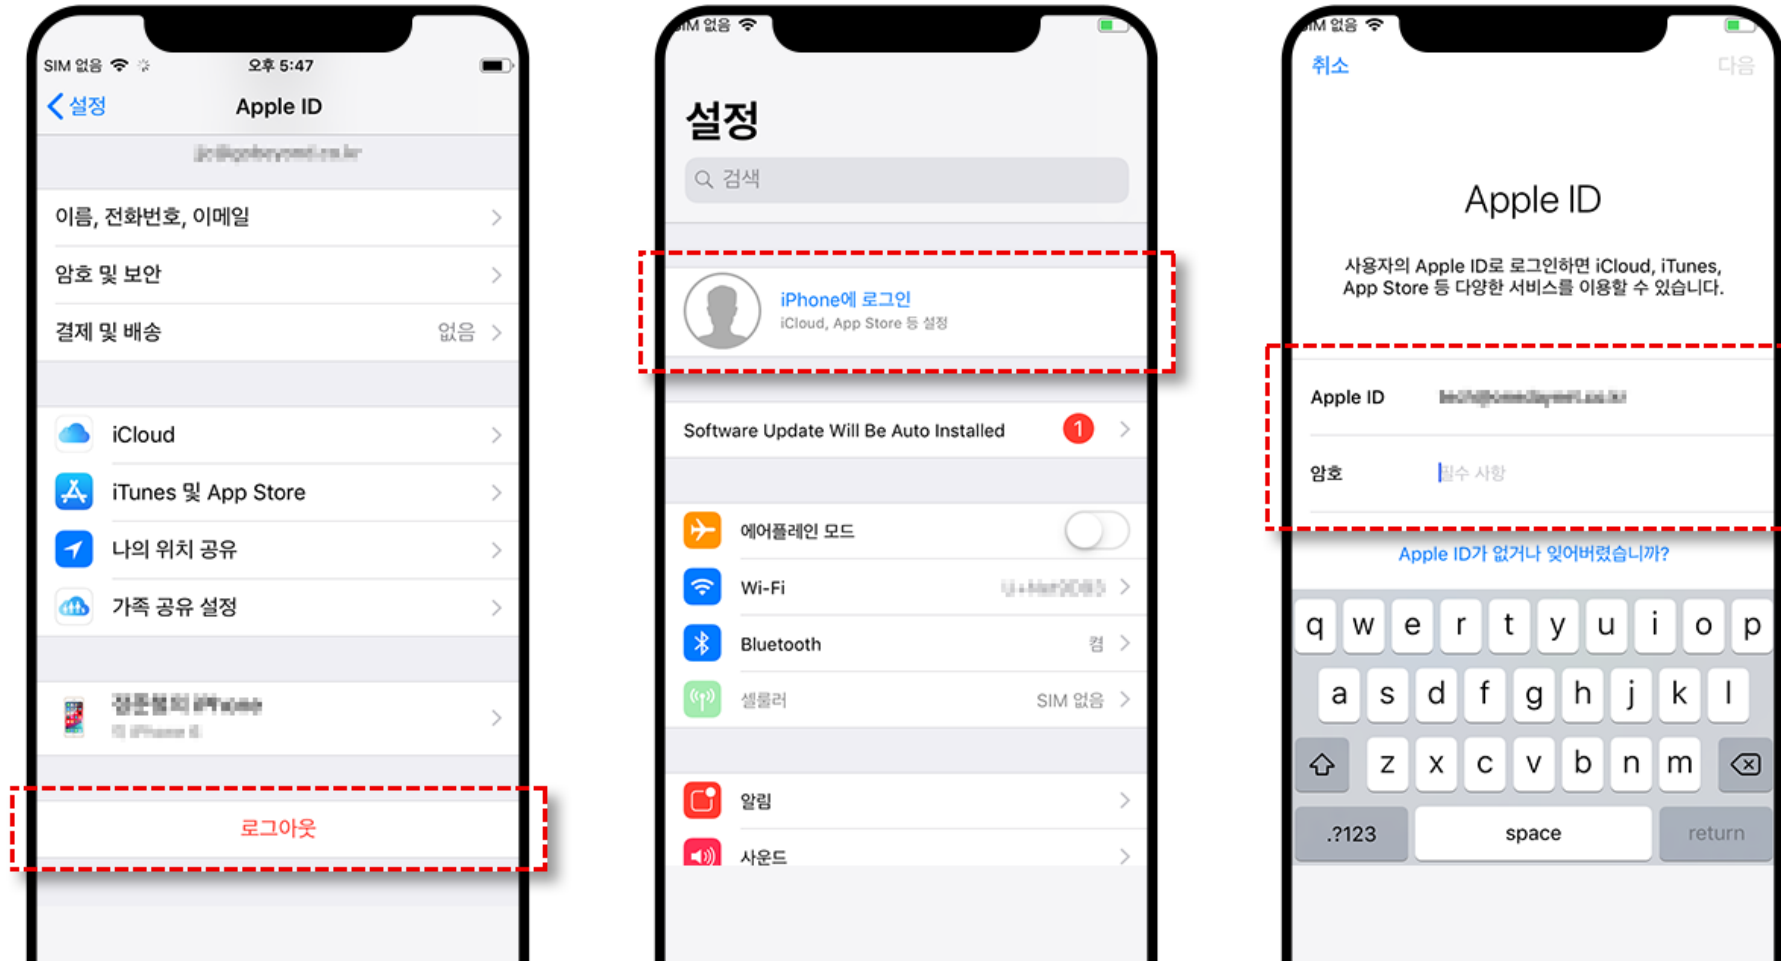 SIM 없음
오후 5:47
설정
Apple ID
이름, 전화번호, 이메일
암호 및 보안
결제 및 배송 없음
iCloud
iTunes 및 App Store
나의 위치 공유
가족 공유 설정
iPhone
로그아웃
없음
설정
검색
iPhone에 로그인
iCloud, App Store 등 설정
Software Update Will Be Auto Installed 1
에어플레인 모드
Wi-Fi
Bluetooth 켬
셀룰러 SIM 없음
알림
사운드
없음
취소 다음
Apple ID
사용자의 Apple ID로 로그인하면 iCloud, iTunes,
App Store 등 다양한 서비스를 이용할 수 있습니다.
Apple ID
암호 필수 사항
Apple ID가 없거나 잊어버렸습니까?
q w e r t y u i o p
a s d f g h j k l
z x c v b n m
.?123 space return